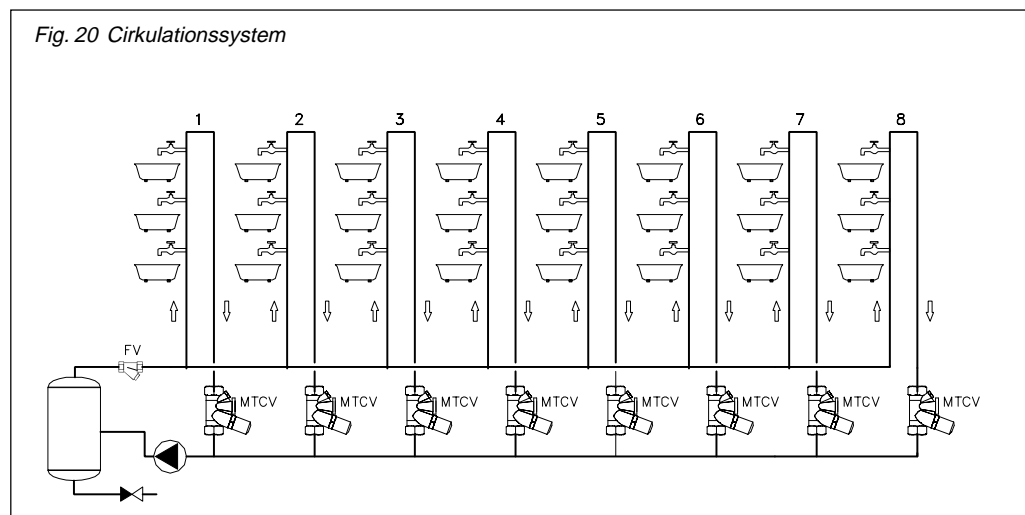 Fig. 20 Cirkulationssystem
1 2 3 4 5 6 7 8
FV
MTCV MTCV MTCV MTCV MTCV MTCV MTCV MTCV